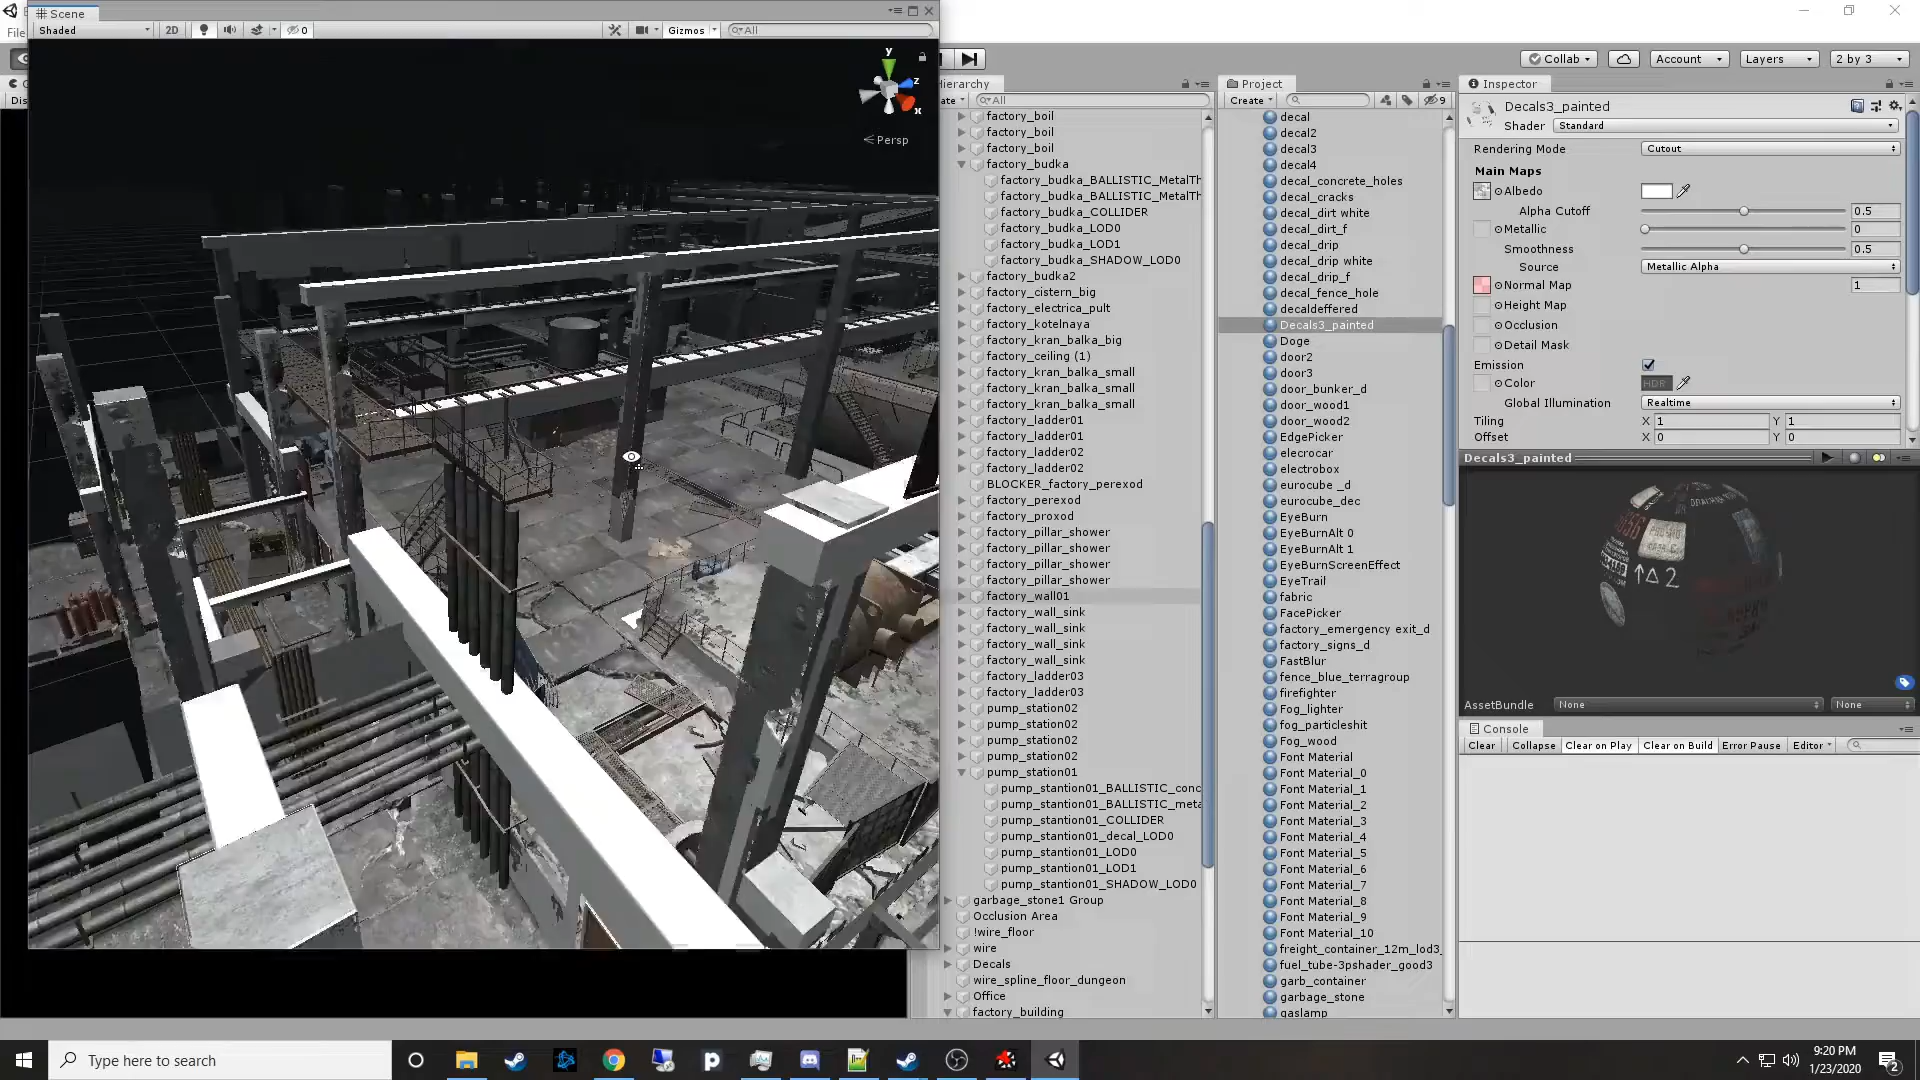 Scene
Shaded
2D
0
Gizmos
All
y
z
x
Persp
File
Hierarchy
All
factory_boil
factory_boil
factory_boil
factory_budka
factory_budka_BALLISTIC_MetalTh
factory_budka_BALLISTIC_MetalTh
factory_budka_COLLIDER
factory_budka_LOD0
factory_budka_LOD1
factory_budka_SHADOW_LOD0
factory_budka2
factory_cistern_big
factory_electrica_pult
factory_kotelnaya
factory_kran_balka_big
factory_ceiling (1)
factory_kran_balka_small
factory_kran_balka_small
factory_kran_balka_small
factory_ladder01
factory_ladder01
factory_ladder02
factory_ladder02
BLOCKER_factory_perexod
factory_perexod
factory_proxod
factory_pillar_shower
factory_pillar_shower
factory_pillar_shower
factory_pillar_shower
factory_wall01
factory_wall_sink
factory_wall_sink
factory_wall_sink
factory_wall_sink
factory_ladder03
factory_ladder03
pump_station02
pump_station02
pump_station02
pump_station02
pump_station01
pump_stantion01_BALLISTIC_conc
pump_stantion01_BALLISTIC_meta
pump_stantion01_COLLIDER
pump_stantion01_decal_LOD0
pump_stantion01_LOD0
pump_stantion01_LOD1
pump_stantion01_SHADOW_LOD0
garbage_stone1 Group
Occlusion Area
!wire_floor
wire
Decals
wire_spline_floor_dungeon
Office
factory_building
Project
Create
9
decal
decal2
decal3
decal4
decal_concrete_holes
decal_cracks
decal_dirt white
decal_dirt_f
decal_drip
decal_drip white
decal_drip_f
decal_fence_hole
decaldeffered
Decals3_painted
Doge
door2
door3
door_bunker_d
door_wood1
door_wood2
EdgePicker
elecrocar
electrobox
eurocube _d
eurocube_dec
EyeBurn
EyeBurnAlt 0
EyeBurnAlt 1
EyeBurnScreenEffect
EyeTrail
fabric
FacePicker
factory_emergency exit_d
factory_signs_d
FastBlur
fence_blue_terragroup
firefighter
Fog_lighter
fog_particleshit
Fog_wood
Font Material
Font Material_0
Font Material_1
Font Material_2
Font Material_3
Font Material_4
Font Material_5
Font Material_6
Font Material_7
Font Material_8
Font Material_9
Font Material_10
freight_container_12m_lod3_
fuel_tube-3pshader_good3
garb_container
garbage_stone
gaslamp
Collab
Account
Layers
2 by 3
Inspector
Decals3_painted
Shader Standard
Rendering Mode Cutout
Main Maps
Albedo
Alpha Cutoff 0.5
Metallic 0
Smoothness 0.5
Source Metallic Alpha
Normal Map 1
Height Map
Occlusion
Detail Mask
Emission
Color HDR
Global Illumination Realtime
Tiling X 1 Y 1
Offset X 0 Y 0
Decals3_painted
2
AssetBundle None None
Console
Clear Collapse Clear on Play Clear on Build Error Pause Editor
Type here to search
9:20 PM
1/23/2020
2